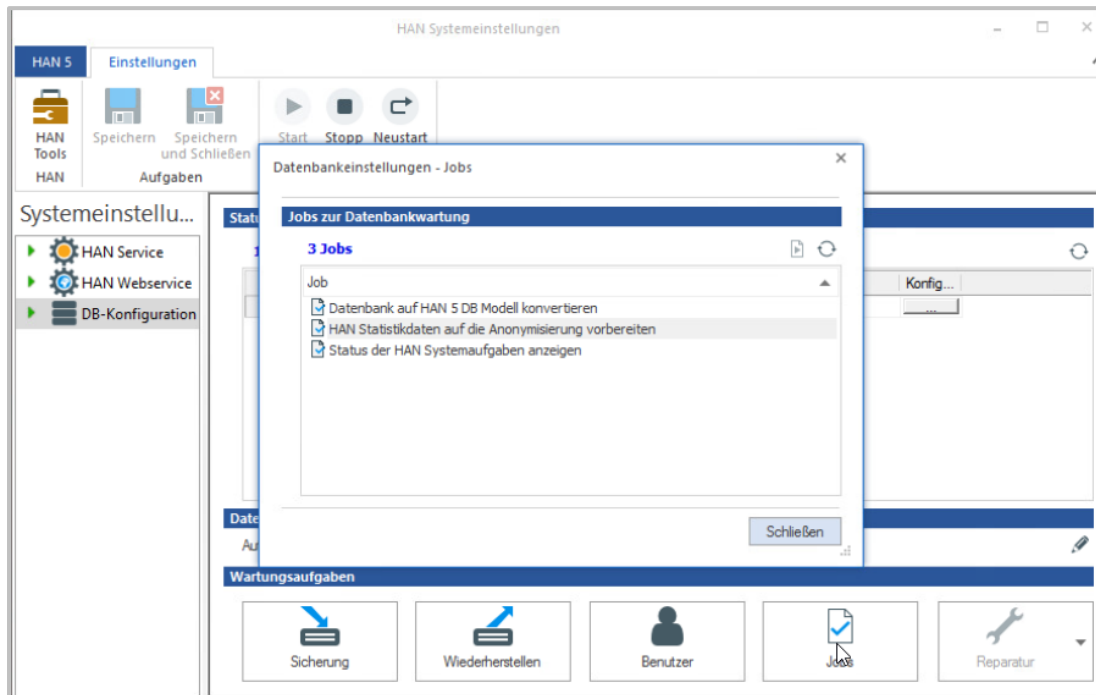 HAN Systemeinstellungen
HAN 5
Einstellungen
HAN Tools
Speichern
Speichern und Schließen
Start
Stopp
Neustart
HAN
Aufgaben
Systemeinstellu...
HAN Service
HAN Webservice
DB-Konfiguration
Konfig...
...
Datenbankeinstellungen - Jobs
Jobs zur Datenbankwartung
3 Jobs
Job
Datenbank auf HAN 5 DB Modell konvertieren
HAN Statistikdaten auf die Anonymisierung vorbereiten
Status der HAN Systemaufgaben anzeigen
Schließen
Wartungsaufgaben
Sicherung
Wiederherstellen
Benutzer
Jobs
Reparatur